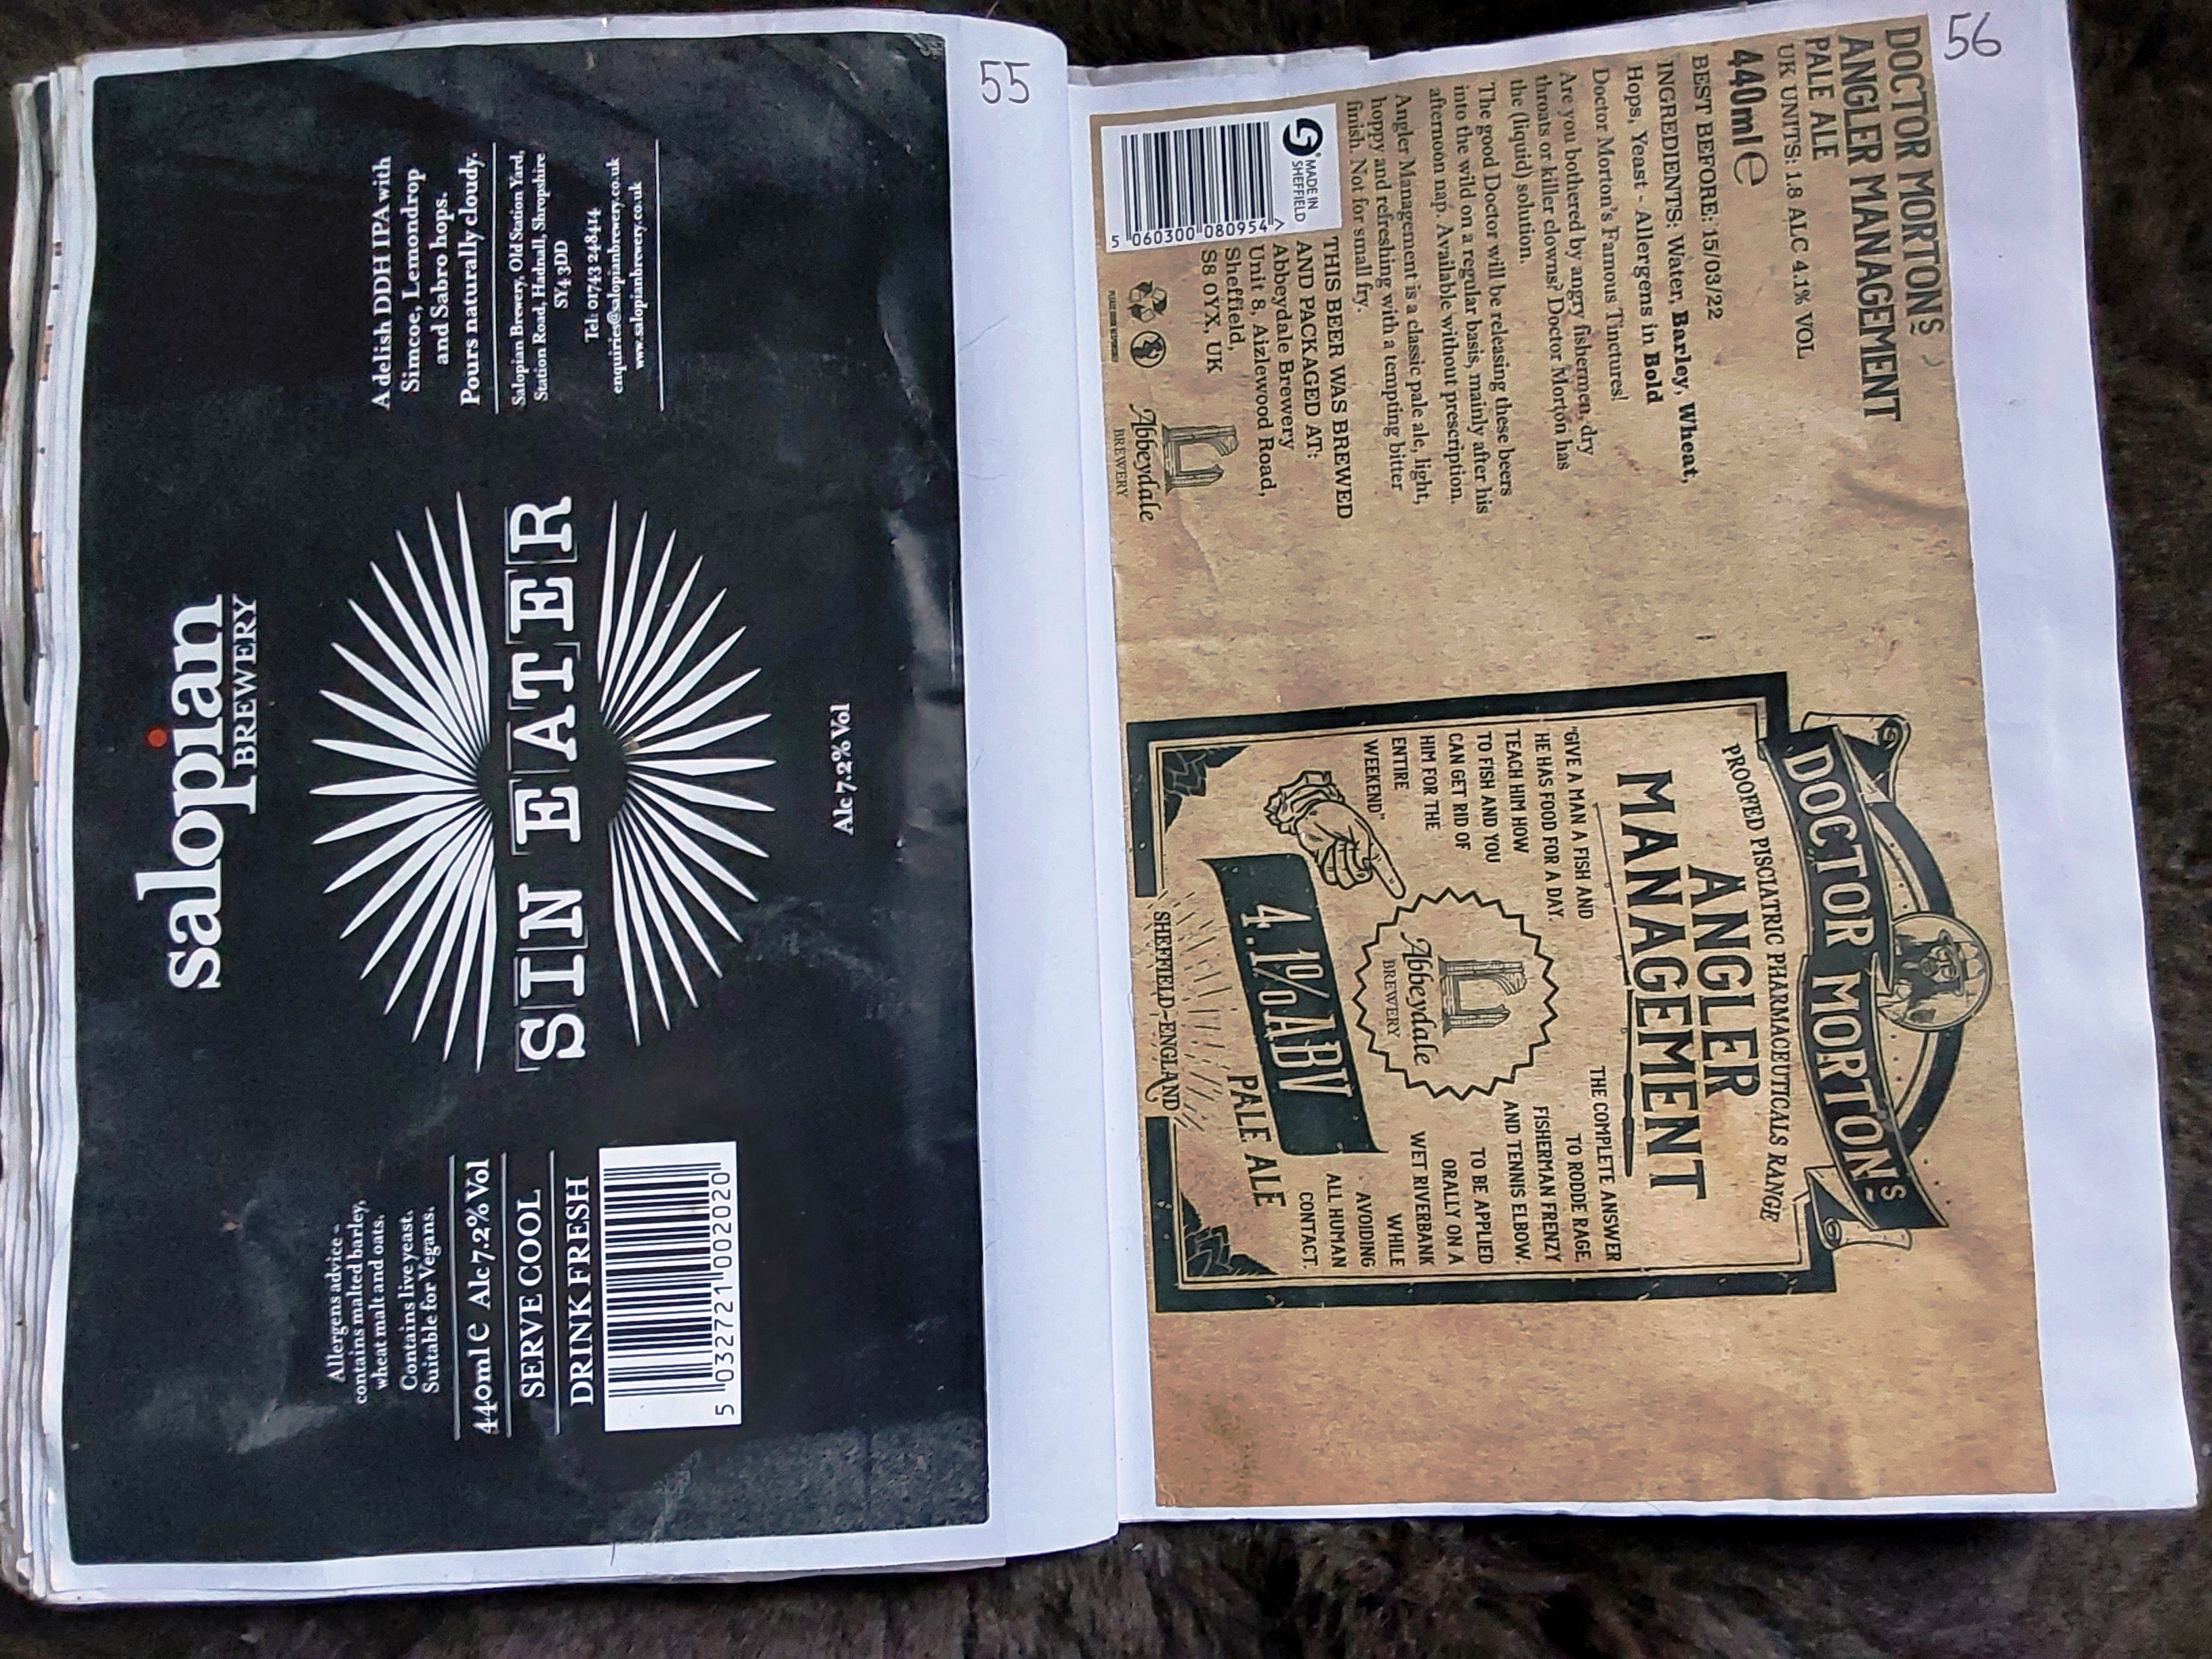 55
salopian
BREWERY
A delish DDH IPA with
Simcoe, Lemondrop
and Sabro hops.
Pours naturally cloudy.
Salopian Brewery, Old Station Yard,
Station Road, Hadnall, Shropshire
SY4 3DD
Tel: 01743 248414
enquiries@salopianbrewery.co.uk
www.salopianbrewery.co.uk
SIN EATER
Alc 7.2% Vol
Allergens advice -
contains malted barley,
wheat malt and oats.
Contains live yeast.
Suitable for Vegans.
440ml e Alc 7.2% Vol
SERVE COOL
DRINK FRESH
5 032721 002020
56
DOCTOR MORTONS
ANGLER MANAGEMENT
PALE ALE
UK UNITS: 1.8 ALC 4.1% VOL
440ml e
BEST BEFORE: 15/03/22
INGREDIENTS: Water, Barley, Wheat,
Hops, Yeast - Allergens in Bold
Doctor Morton's Famous Tinctures!
Are you bothered by angry fishermen, dry
throats or killer clowns? Doctor Morton has
the (liquid) solution.
The good Doctor will be releasing these beers
into the wild on a regular basis, mainly after his
afternoon nap. Available without prescription.
Angler Management is a classic pale ale, light,
hoppy and refreshing with a tempting bitter
finish. Not for small fry.
MADE IN
SHEFFIELD
5 060300 080954 >
THIS BEER WAS BREWED
AND PACKAGED AT:
Abbeydale Brewery
Unit 8, Aizlewood Road,
Sheffield,
S8 0YX, UK
Abbeydale
BREWERY
DOCTOR MORTONS
PROOFED PISCIATRIC PHARMACEUTICALS RANGE
ANGLER
MANAGEMENT
"GIVE A MAN A FISH AND
HE HAS FOOD FOR A DAY.
TEACH HIM HOW
TO FISH AND YOU
CAN GET RID OF
HIM FOR THE
ENTIRE
WEEKEND"
Abbeydale
BREWERY
THE COMPLETE ANSWER
TO RODDE RAGE,
FISHERMAN FRENZY
AND TENNIS ELBOW.
TO BE APPLIED
ORALLY ON A
WET RIVERBANK
WHILE
AVOIDING
ALL HUMAN
CONTACT.
4.1% ABV
PALE ALE
SHEFFIELD~ENGLAND